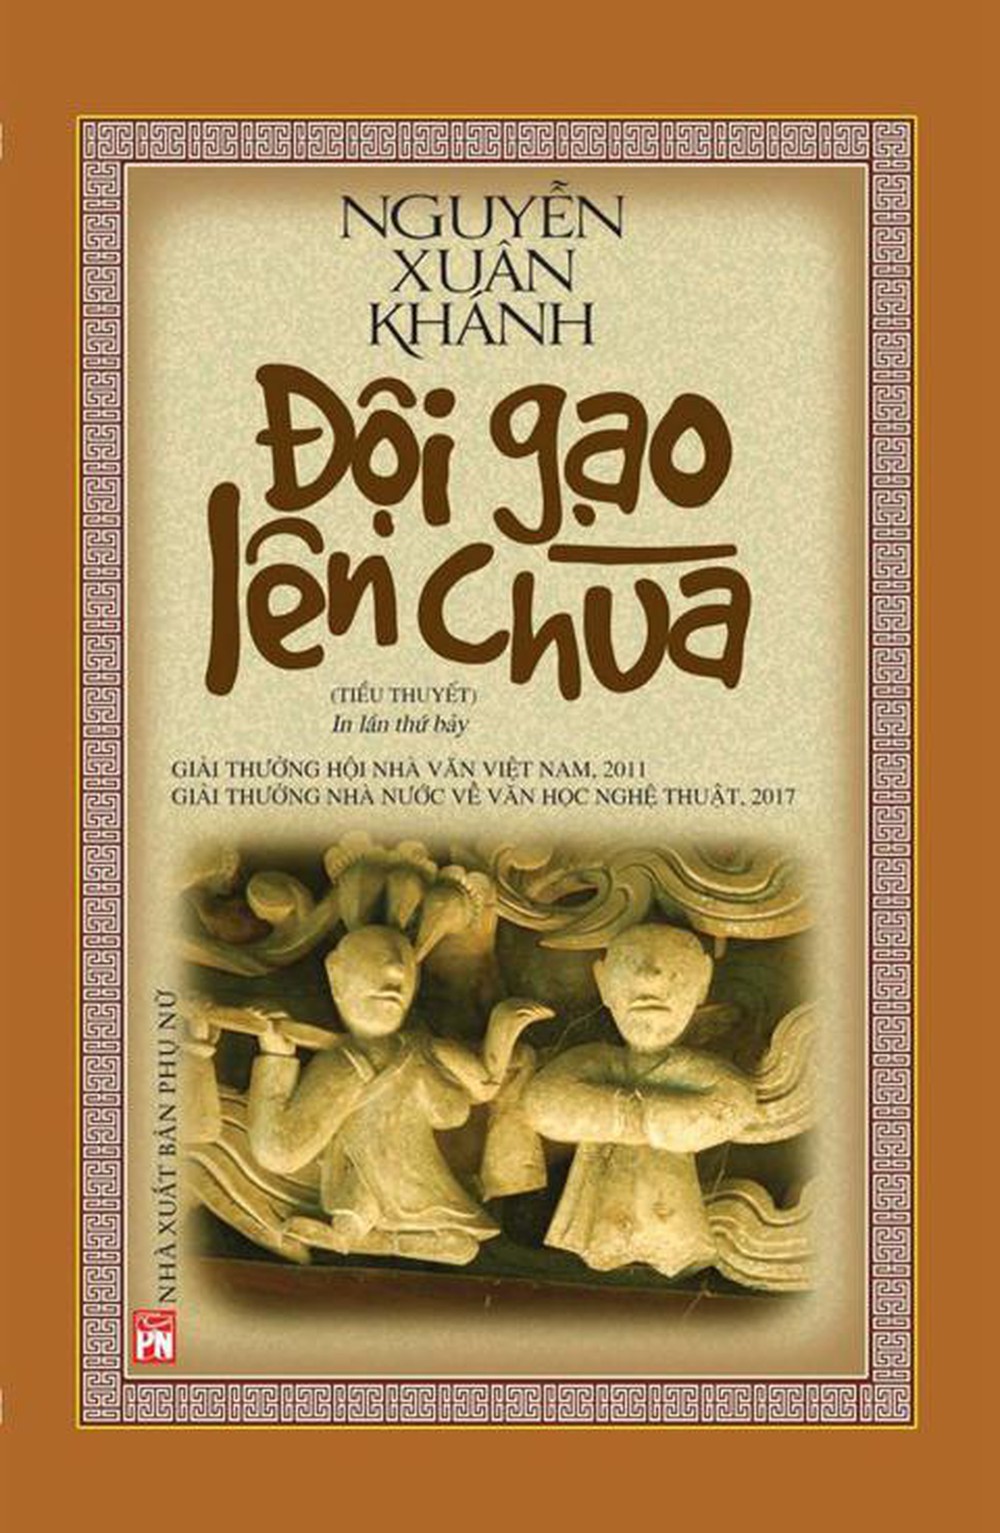 NGUYỄN
XUÂN
KHÁNH
Đội gạo
lên chùa
(TIỂU THUYẾT)
In lần thứ bảy
GIẢI THƯỞNG HỘI NHÀ VĂN VIỆT NAM, 2011
GIẢI THƯỞNG NHÀ NƯỚC VỀ VĂN HỌC NGHỆ THUẬT, 2017
NHÀ XUẤT BẢN PHỤ NỮ
PN